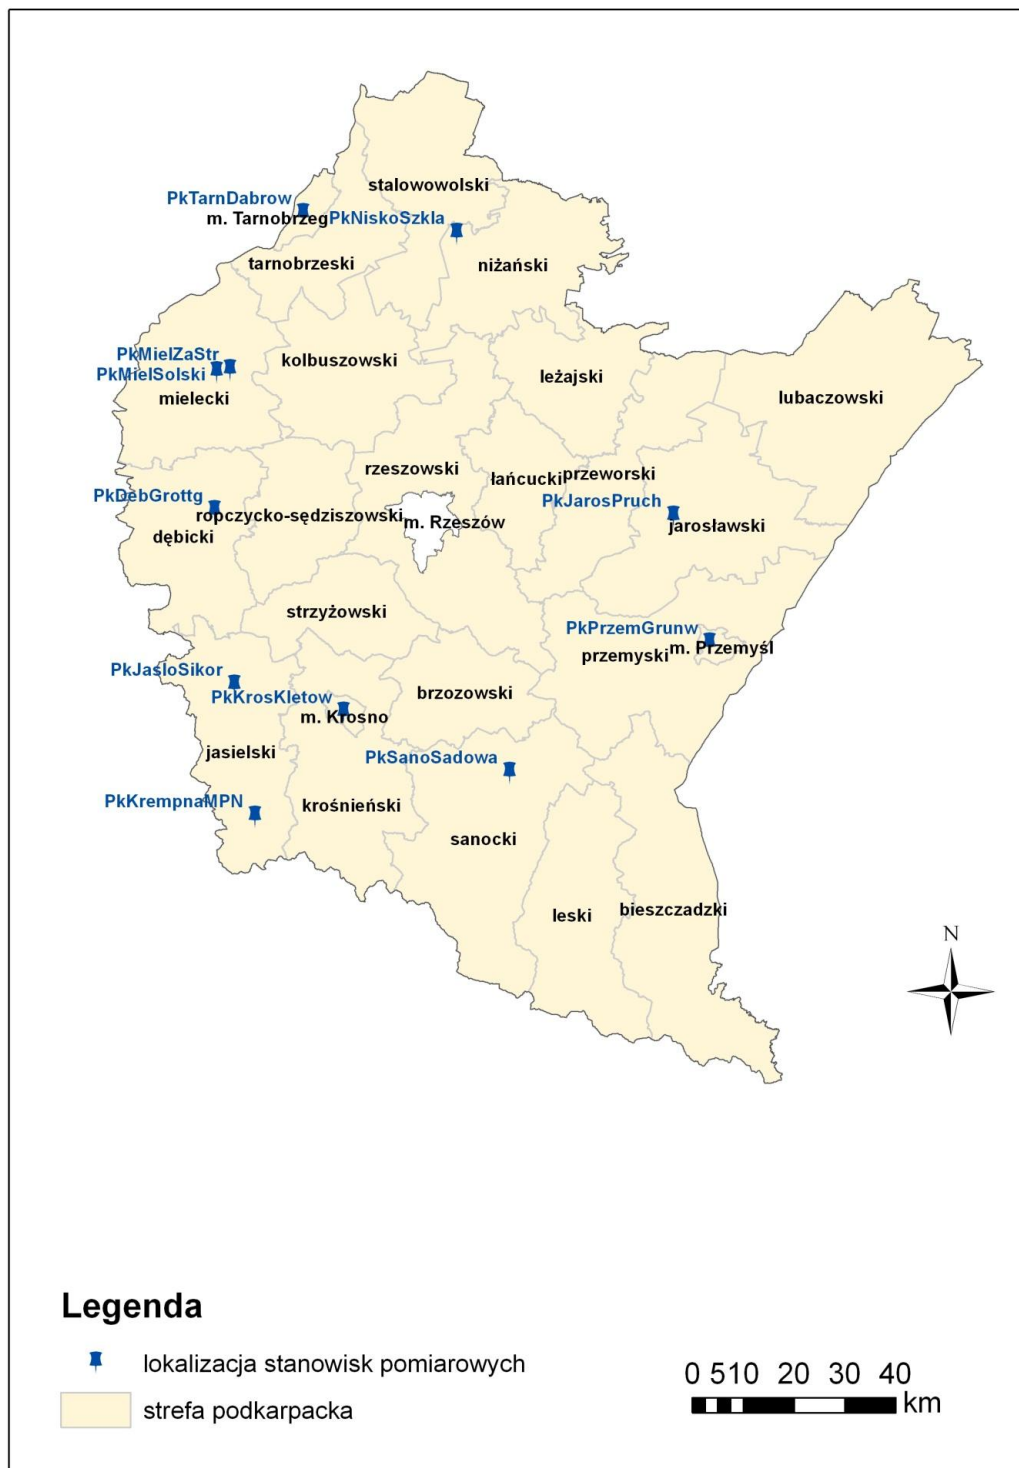 stalowowolski
PkTarnDabrow
m. Tarnobrzeg
PkNiskoSzkla
tarnobrzeski
niżański
PkMielZaStr
PkMielSolski
mielecki
kolbuszowski
leżajski
lubaczowski
rzeszowski
łańcucki
przeworski
PkDebGrottg
ropczycko-sędziszowski
m. Rzeszów
PkJarosPruch
jarosławski
dębicki
strzyżowski
PkPrzemGrunw
przemyski
m. Przemyśl
PkJasloSikor
PkKrosKletow
m. Krosno
brzozowski
jasielski
PkSanoSadowa
PkKrempnaMPN
krośnieński
sanocki
leski
bieszczadzki
N
Legenda
lokalizacja stanowisk pomiarowych
strefa podkarpacka
0 5 10 20 30 40
km